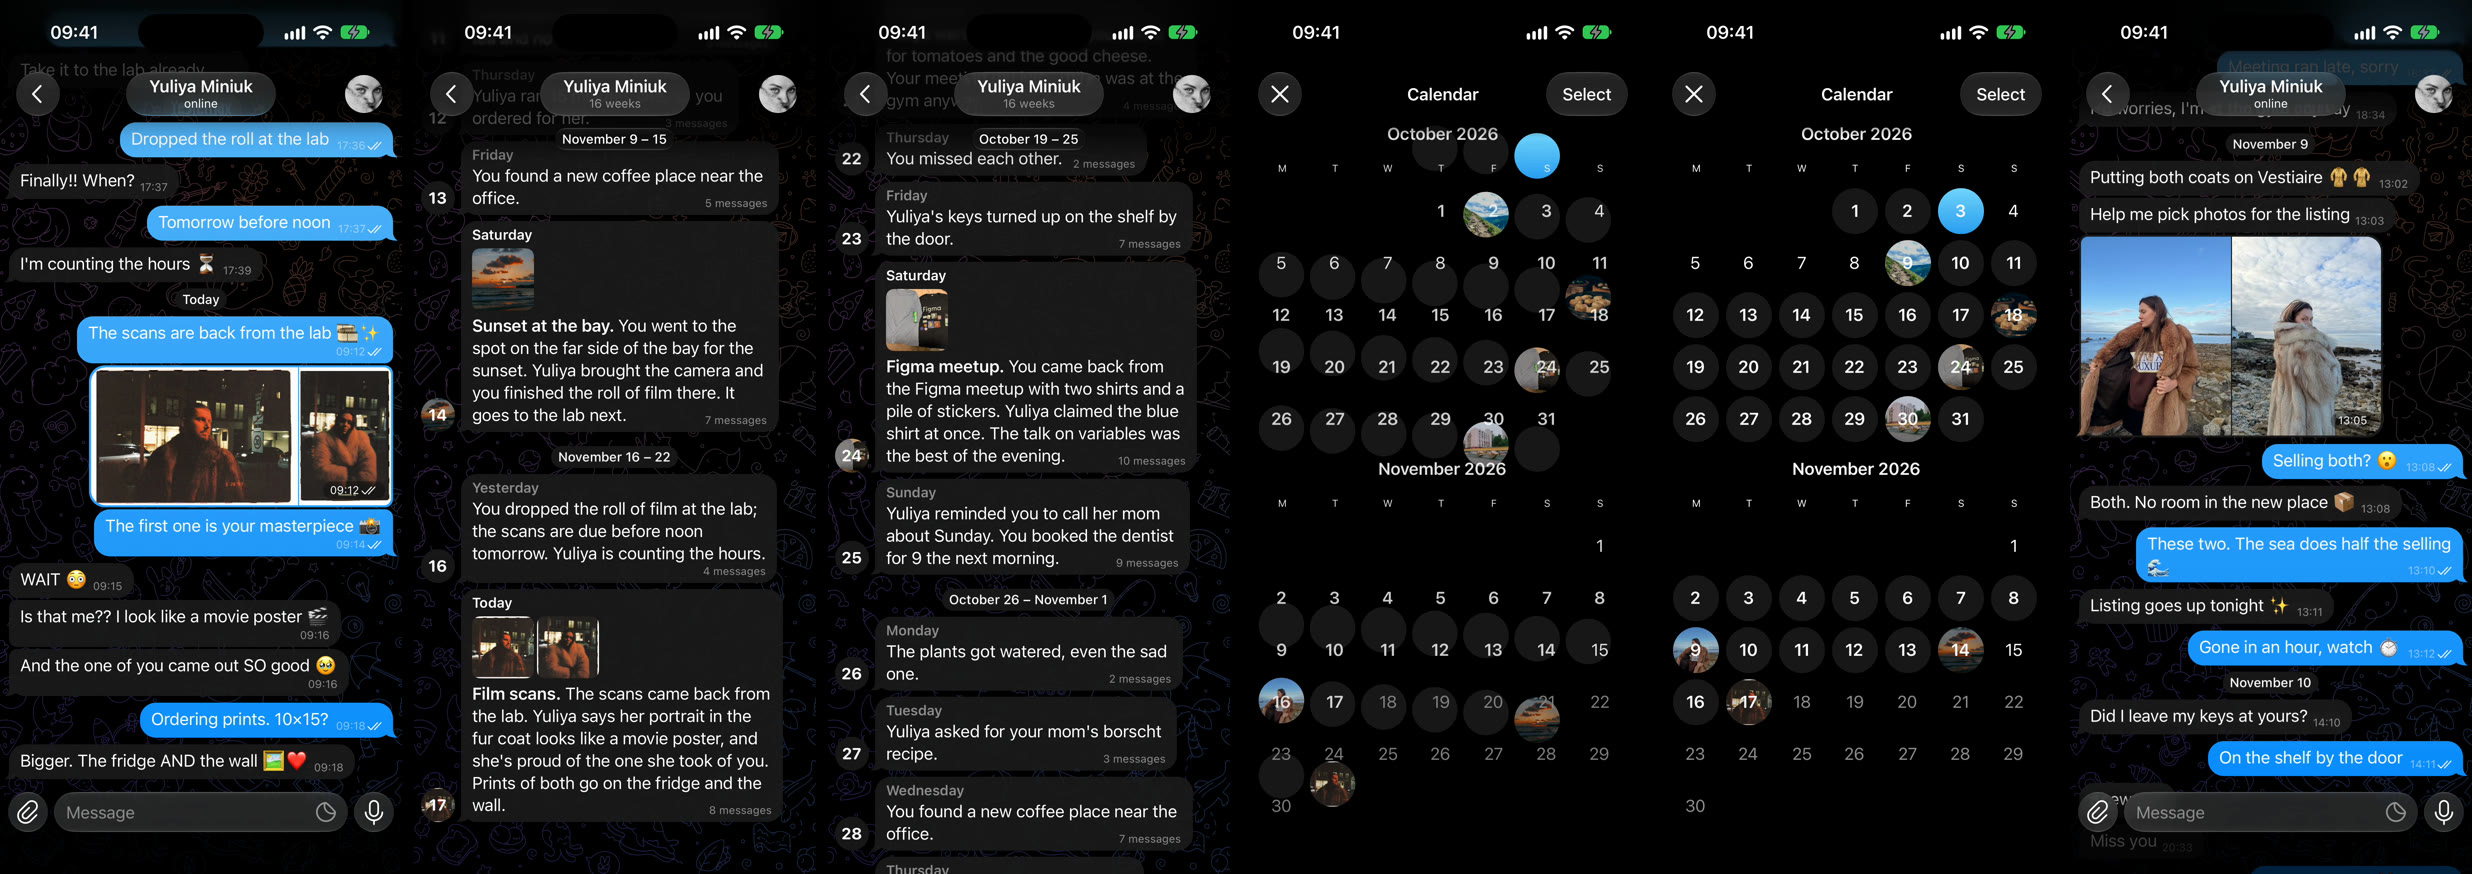 09:41
Take it to the lab already
Yuliya Miniuk
online
Dropped the roll at the lab 17:36
Finally!! When? 17:37
Tomorrow before noon 17:37
I'm counting the hours ⏳ 17:39
Today
The scans are back from the lab 🎞️✨
09:12
09:12
The first one is your masterpiece 📸
09:14
WAIT 😳 09:15
Is that me?? I look like a movie poster 🎬
09:16
And the one of you came out SO good 🥹
09:16
Ordering prints. 10×15? 09:18
Bigger. The fridge AND the wall 🖼️❤️ 09:18
Message
09:41
Thursday
Yuliya Miniuk
16 weeks
Yuliya ran you
ordered for her.
3 messages
12
November 9 – 15
Friday
You found a new coffee place near the
office.
5 messages
13
Saturday
Sunset at the bay. You went to the
spot on the far side of the bay for the
sunset. Yuliya brought the camera and
you finished the roll of film there. It
goes to the lab next.
7 messages
14
November 16 – 22
Yesterday
You dropped the roll of film at the lab;
the scans are due before noon
tomorrow. Yuliya is counting the hours.
4 messages
16
Today
Film scans. The scans came back from
the lab. Yuliya says her portrait in the
fur coat looks like a movie poster, and
she's proud of the one she took of you.
Prints of both go on the fridge and the
wall.
8 messages
17
09:41
for tomatoes and the good cheese.
Your was at the
gym
4
Yuliya Miniuk
16 weeks
Thursday
October 19 – 25
You missed each other. 2 messages
22
Friday
Yuliya's keys turned up on the shelf by
the door.
7 messages
23
Saturday
Figma
Figma meetup. You came back from
the Figma meetup with two shirts and a
pile of stickers. Yuliya claimed the blue
shirt at once. The talk on variables was
the best of the evening.
10 messages
24
Sunday
Yuliya reminded you to call her mom
about Sunday. You booked the dentist
for 9 the next morning.
9 messages
25
October 26 – November 1
Monday
The plants got watered, even the sad
one.
2 messages
26
Tuesday
Yuliya asked for your mom's borscht
recipe.
3 messages
27
Wednesday
You found a new coffee place near the
office.
7 messages
28
Thursday
09:41
Calendar
Select
October 2026
M T W T F S S
1 2 3 4
5 6 7 8 9 10 11
12 13 14 15 16 17 18
19 20 21 22 23 24 25
26 27 28 29 30 31
November 2026
M T W T F S S
1
2 3 4 5 6 7 8
9 10 11 12 13 14 15
16 17 18 19 20 21 22
23 24 25 26 27 28 29
30
09:41
Calendar
Select
October 2026
M T W T F S S
1 2 3 4
5 6 7 8 9 10 11
12 13 14 15 16 17 18
19 20 21 22 23 24 25
26 27 28 29 30 31
November 2026
M T W T F S S
1
2 3 4 5 6 7 8
9 10 11 12 13 14 15
16 17 18 19 20 21 22
23 24 25 26 27 28 29
30
09:41
Meeting ran late, sorry
Yuliya Miniuk
online
worries, I'm 18:34
November 9
Putting both coats on Vestiaire 🧥🧥 13:02
Help me pick photos for the listing 13:03
13:05
Selling both? 😮 13:08
Both. No room in the new place 📦 13:08
These two. The sea does half the selling
🌊 13:10
Listing goes up tonight ✨ 13:11
Gone in an hour, watch ⏱️ 13:12
November 10
Did I leave my keys at yours? 14:10
On the shelf by the door 14:11
Message
Miss you 20:33